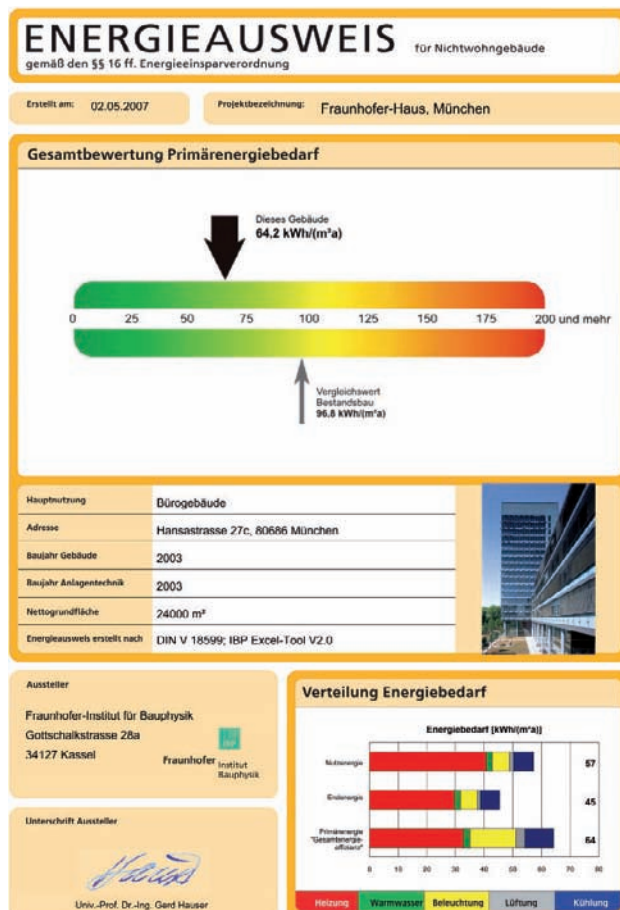 ENERGIEAUSWEIS für Nichtwohngebäude
gemäß den §§ 16 ff. Energieeinsparverordnung
Erstellt am: 02.05.2007
Projektbezeichnung: Fraunhofer-Haus, München
Gesamtbewertung Primärenergiebedarf
Dieses Gebäude
64,2 kWh/(m²a)
0 25 50 75 100 125 150 175 200 und mehr
Vergleichswert
Bestandsbau
96,8 kWh/(m²a)
Hauptnutzung Bürogebäude
Adresse Hansastrasse 27c, 80686 München
Baujahr Gebäude 2003
Baujahr Anlagentechnik 2003
Nettogrundfläche 24000 m²
Energieausweis erstellt nach DIN V 18599; IBP Excel-Tool V2.0
Aussteller
Fraunhofer-Institut für Bauphysik
Gottschalkstrasse 28a
34127 Kassel
IBP
Fraunhofer Institut
Bauphysik
Unterschrift Aussteller
Univ.-Prof. Dr.-Ing. Gerd Hauser
Verteilung Energiebedarf
Energiebedarf [kWh/(m²a)]
Nutzenergie 57
Endenergie 45
Primärenergie
"Gesamtenergie-
effizienz" 64
0 10 20 30 40 50 60 70 80
Heizung Warmwasser Beleuchtung Lüftung Kühlung